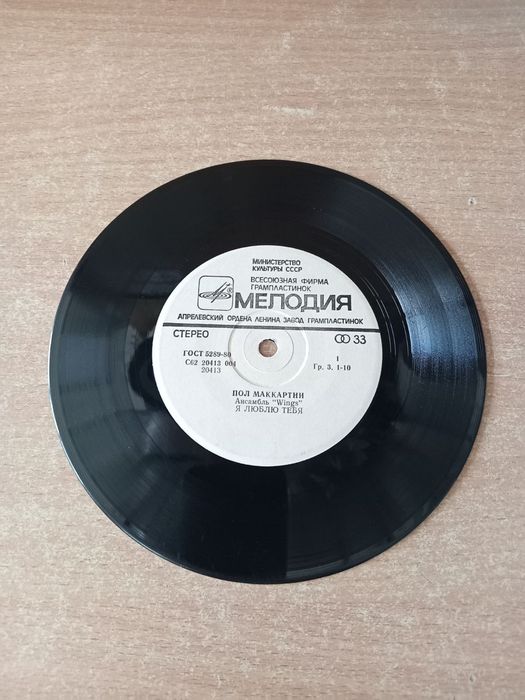 МИНИСТЕРСТВО
КУЛЬТУРЫ СССР
ВСЕСОЮЗНАЯ ФИРМА
ГРАМПЛАСТИНОК
® МЕЛОДИЯ
АПРЕЛЕВСКИЙ ОРДЕНА ЛЕНИНА ЗАВОД ГРАМПЛАСТИНОК
СТЕРЕО 33
ГОСТ 5289-80 1
С62 20413 004 Гр. 3, 1-10
20413
ПОЛ МАККАРТНИ
Ансамбль "Wings"
Я ЛЮБЛЮ ТЕБЯ